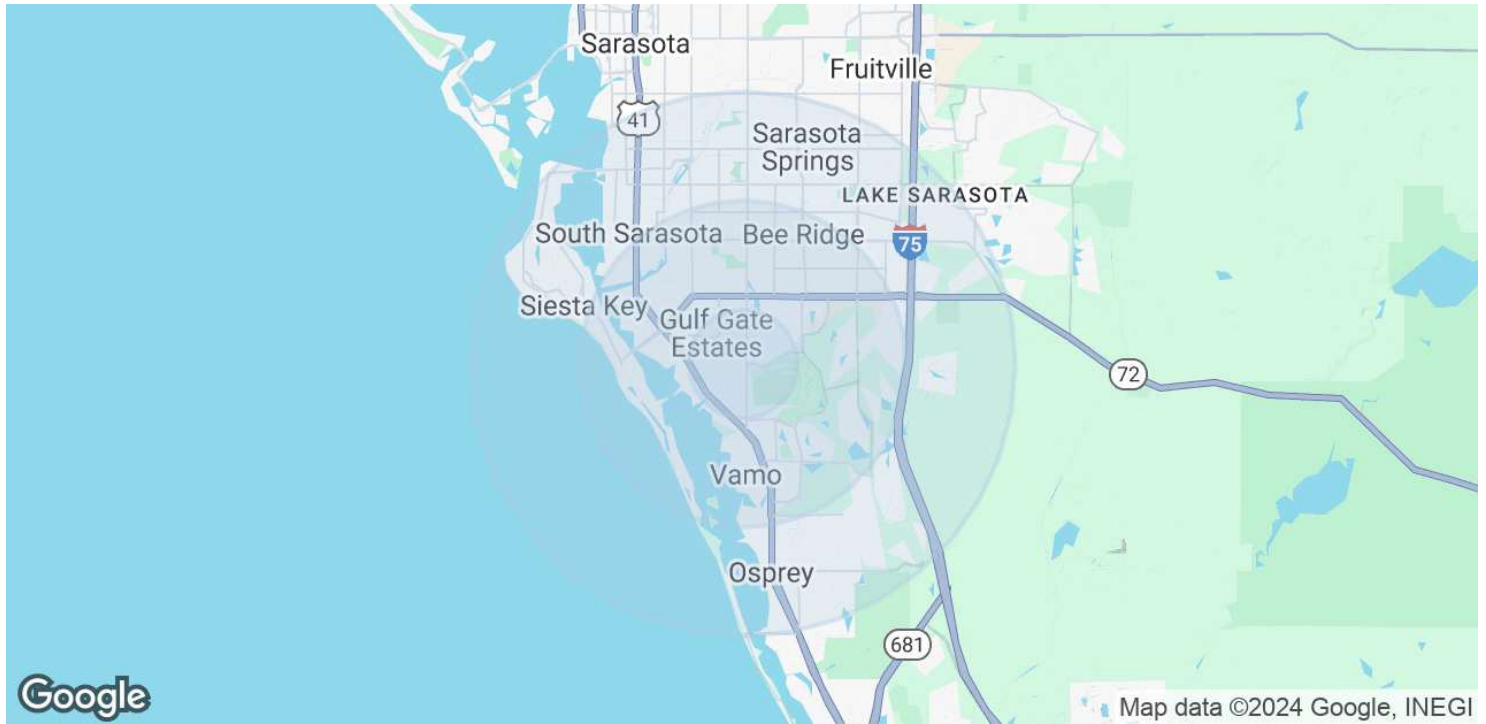 Sarasota
Fruitville
41
Sarasota
Springs
LAKE SARASOTA
South Sarasota
Bee Ridge
75
Siesta Key
Gulf Gate
Estates
72
Vamo
Osprey
681
Google
Map data ©2024 Google, INEGI